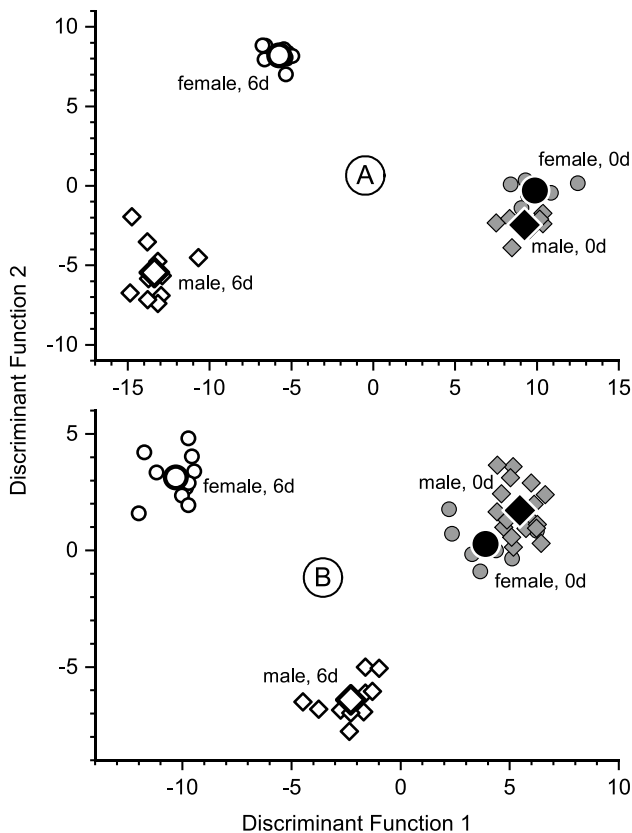 10
female, 6d
5
female, 0d
A
0
male, 0d
-5
male, 6d
-10
-15 -10 -5 0 5 10 15
Discriminant Function 2
5
male, 0d
female, 6d
0
B
female, 0d
-5
male, 6d
-10 -5 0 5 10
Discriminant Function 1